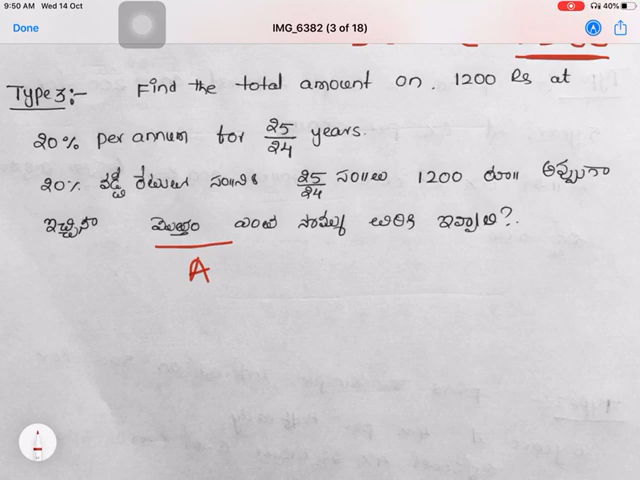 9:50 AM Wed 14 Oct
40%
Done
IMG_6382 (3 of 18)
Type 3:- Find the total amount on. 1200 Rs at
20% per annum for 25/24 years.
20% వడ్డీ రేటులు సం॥నికి 25/24 సం॥లు 1200 రూ॥ అప్పుగా
ఇచ్చిన మొత్తం ఎంత సొమ్ము తిరిగి ఇవ్వాలి?.
A